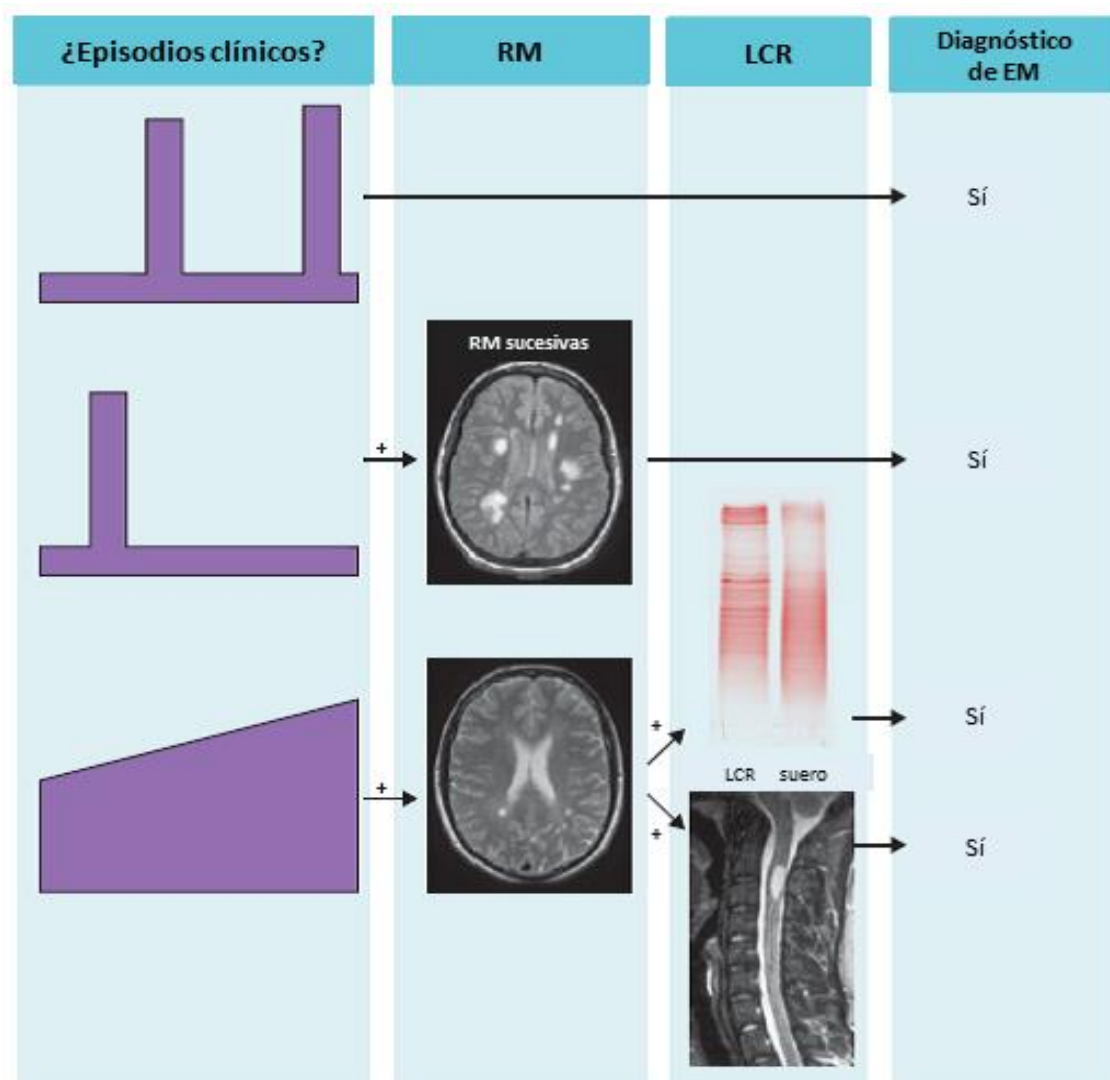 ¿Episodios clínicos?
RM
LCR
Diagnóstico
de EM
Sí
RM sucesivas
+
Sí
+
+
+
Sí
LCR suero
Sí